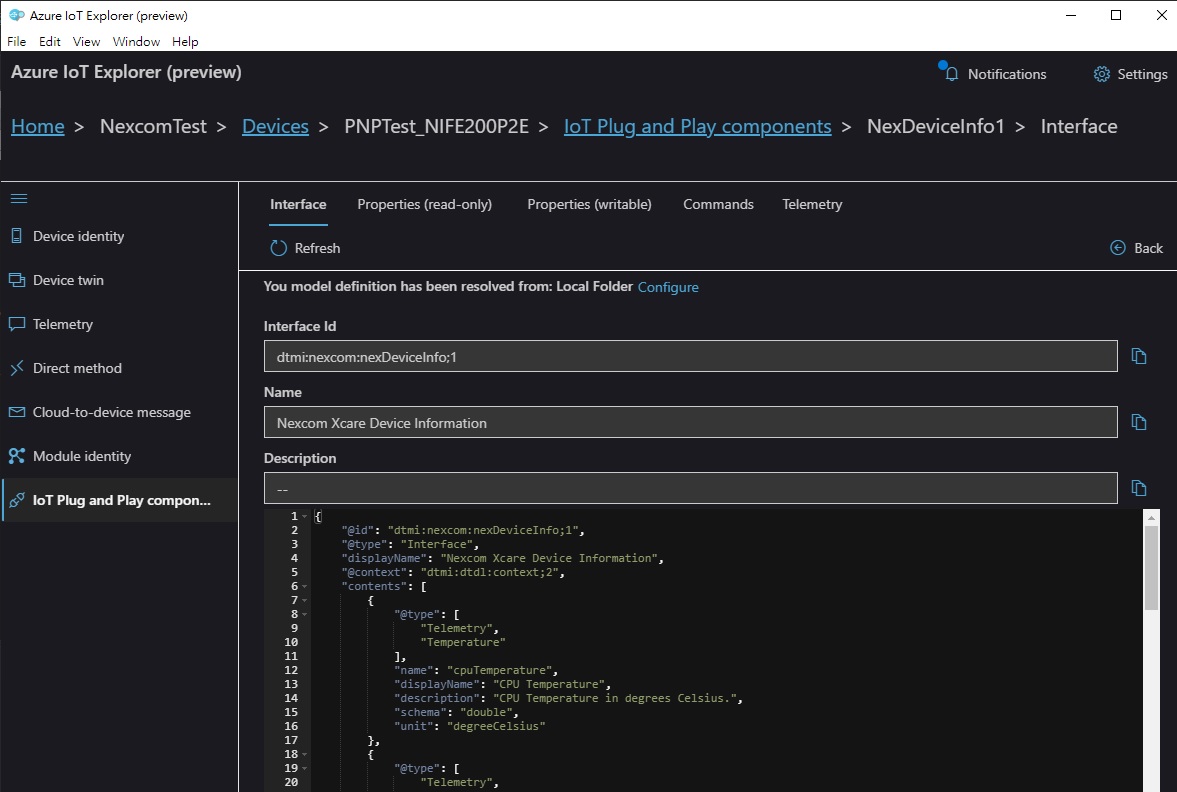 Azure IoT Explorer (preview)
File Edit View Window Help
Azure IoT Explorer (preview)
Notifications
Settings
Home > NexcomTest > Devices > PNPTest_NIFE200P2E > IoT Plug and Play components > NexDeviceInfo1 > Interface
Device identity
Device twin
Telemetry
Direct method
Cloud-to-device message
Module identity
IoT Plug and Play compon...
Interface Properties (read-only) Properties (writable) Commands Telemetry
Refresh
Back
You model definition has been resolved from: Local Folder Configure
Interface Id
dtmi:nexcom:nexDeviceInfo;1
Name
Nexcom Xcare Device Information
Description
--
1 {
2 "@id": "dtmi:nexcom:nexDeviceInfo;1",
3 "@type": "Interface",
4 "displayName": "Nexcom Xcare Device Information",
5 "@context": "dtmi:dtdl:context;2",
6 "contents": [
7 {
8 "@type": [
9 "Telemetry",
10 "Temperature"
11 ],
12 "name": "cpuTemperature",
13 "displayName": "CPU Temperature",
14 "description": "CPU Temperature in degrees Celsius.",
15 "schema": "double",
16 "unit": "degreeCelsius"
17 },
18 {
19 "@type": [
20 "Telemetry",